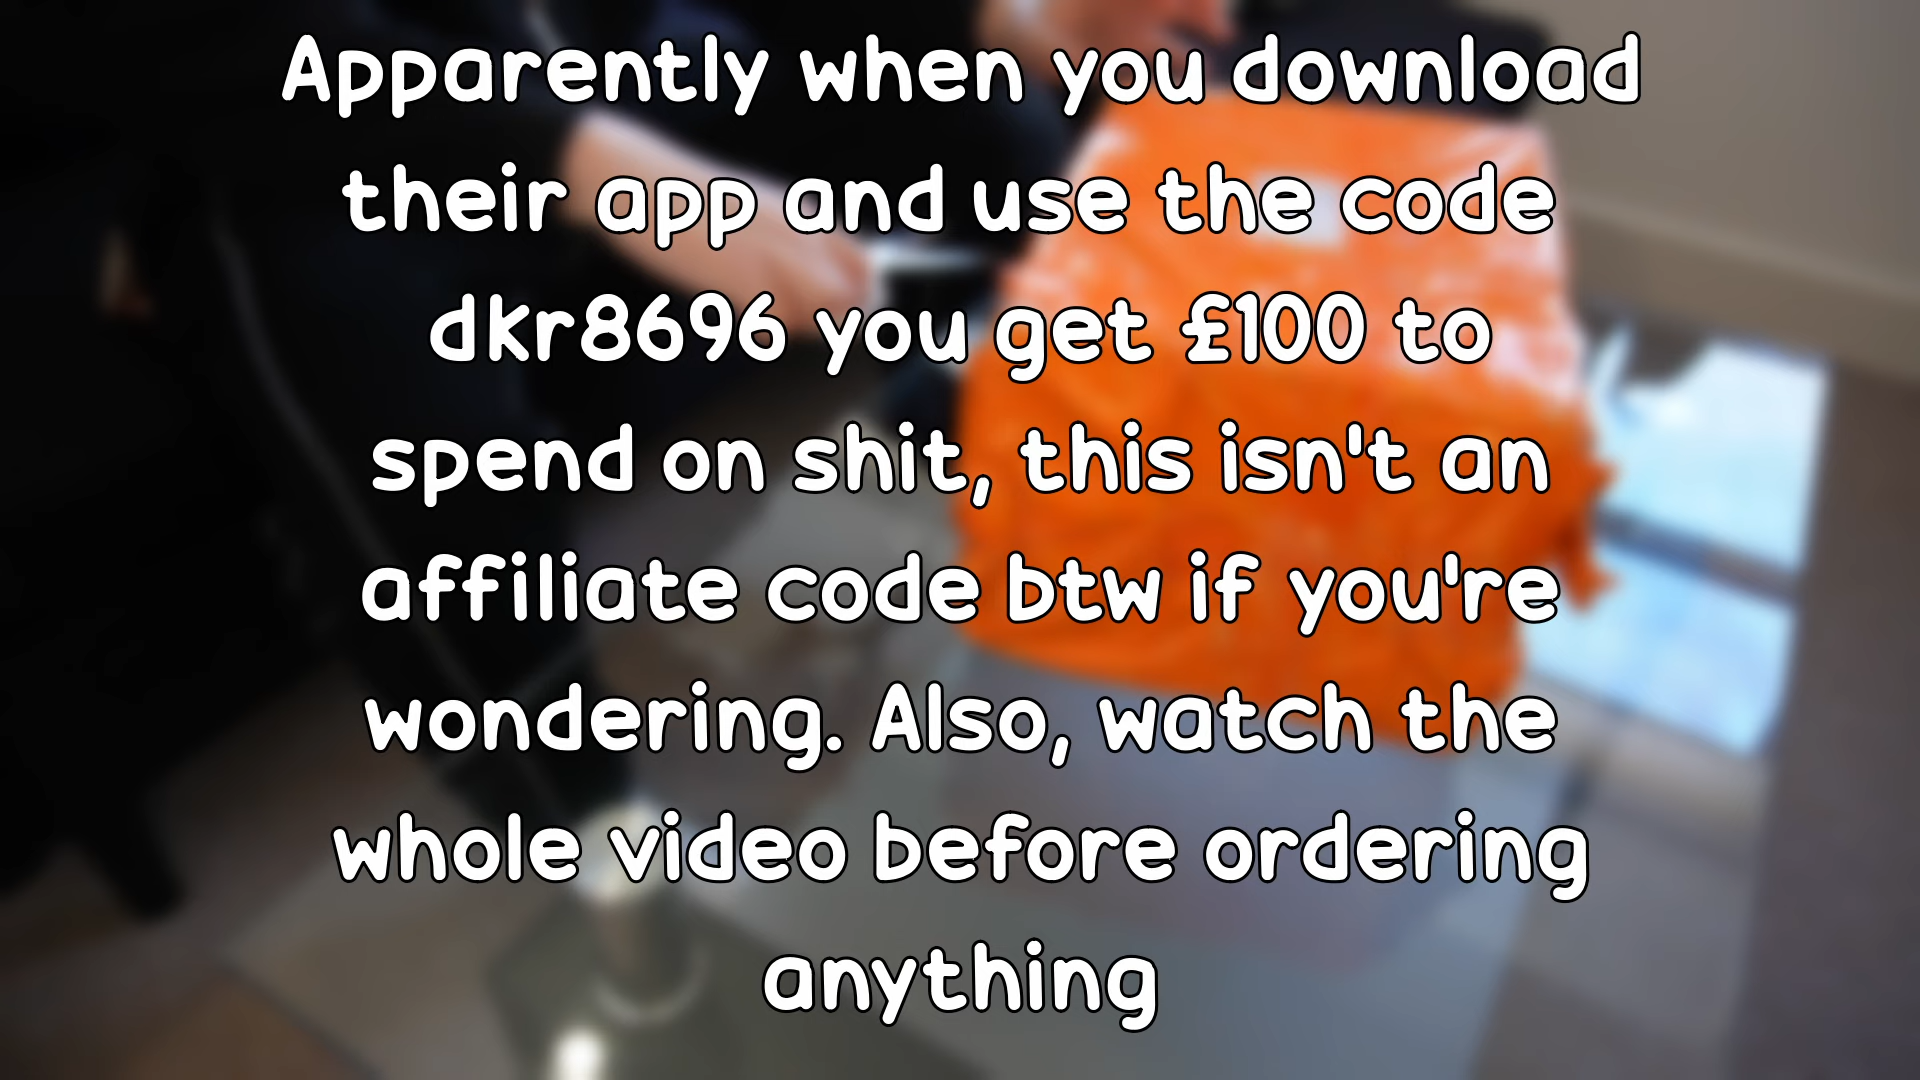 Apparently when you download
their app and use the code
dkr8696 you get £100 to
spend on shit, this isn't an
affiliate code btw if you're
wondering. Also, watch the
whole video before ordering
anything